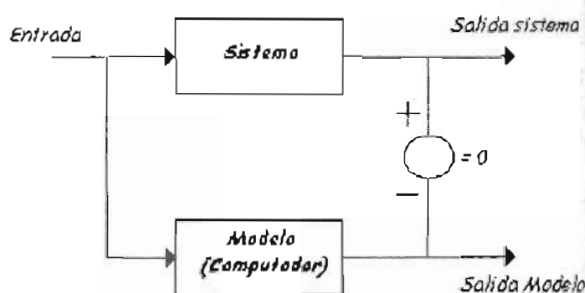 Entrada
Sistema
Salida sistema
+
= 0
−
Modelo
(Computador)
Salida Modelo